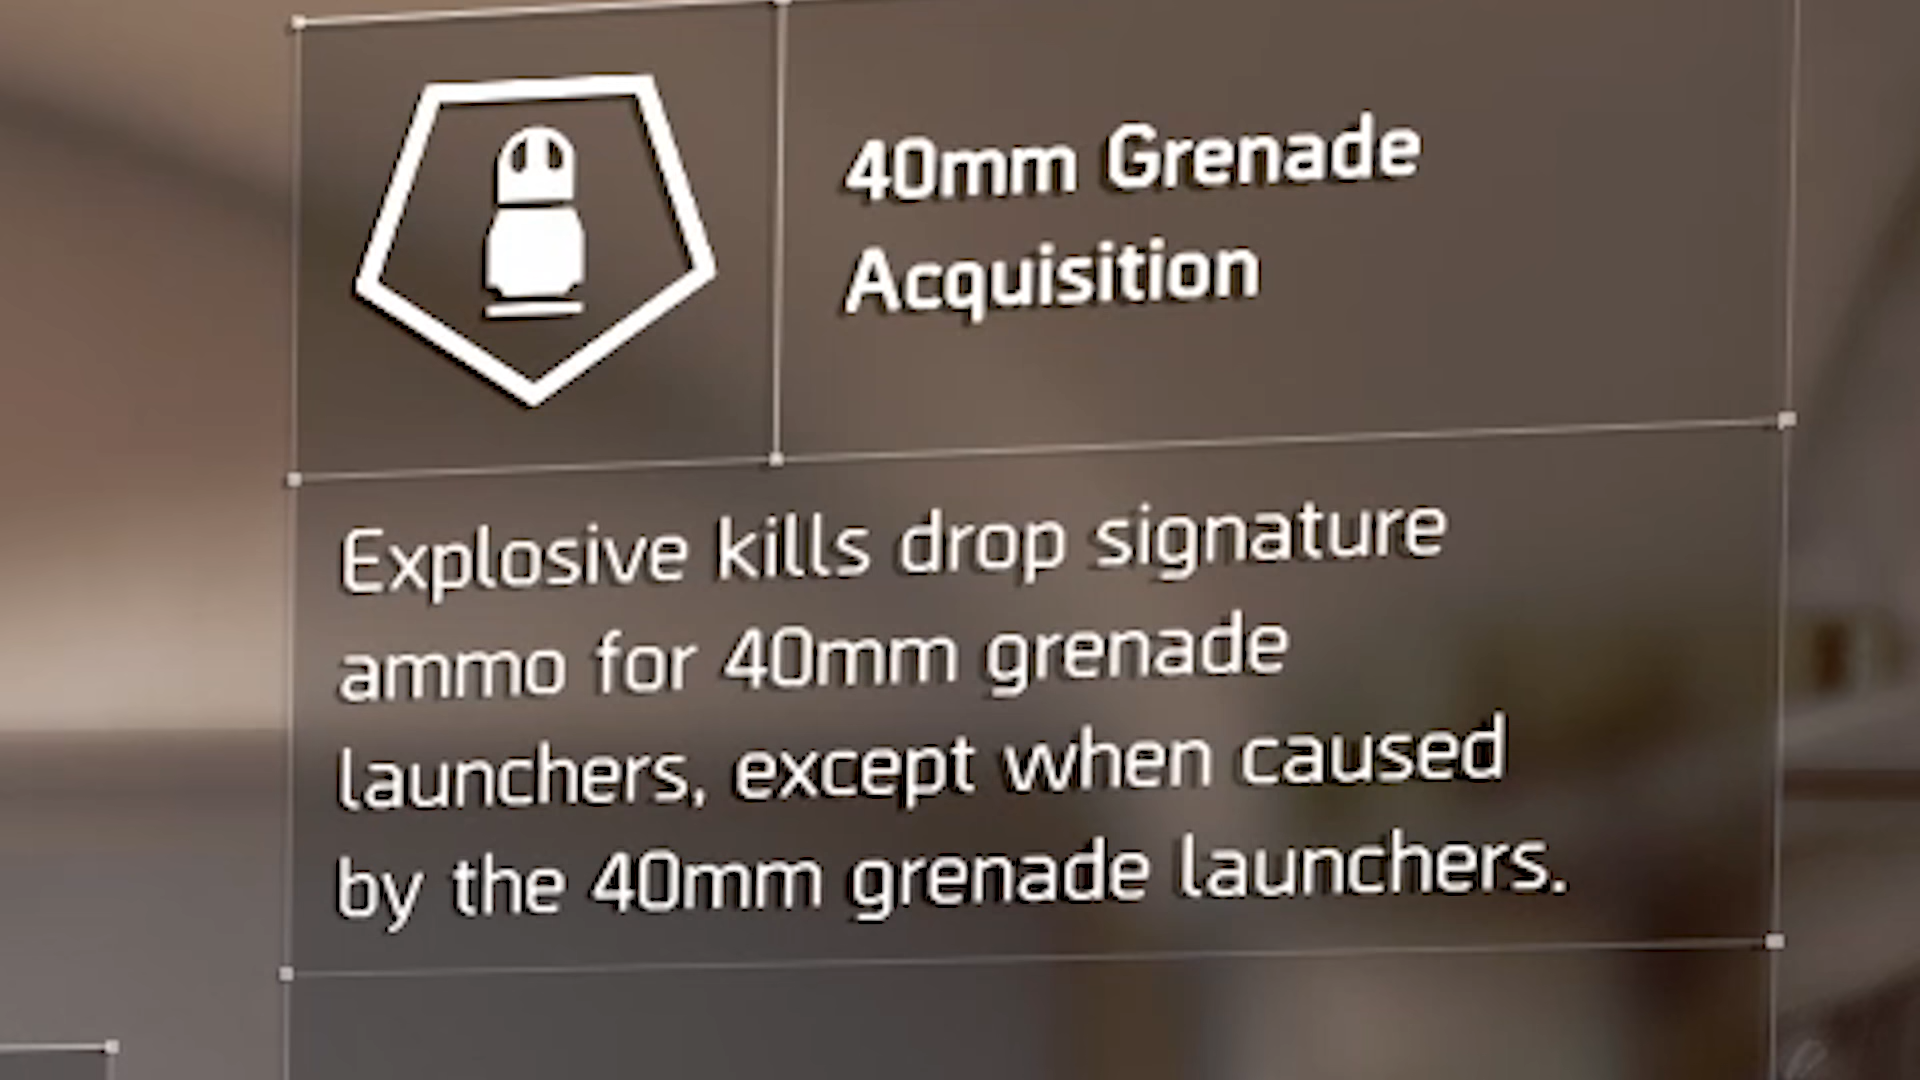 40mm Grenade
Acquisition
Explosive kills drop signature
ammo for 40mm grenade
launchers, except when caused
by the 40mm grenade launchers.